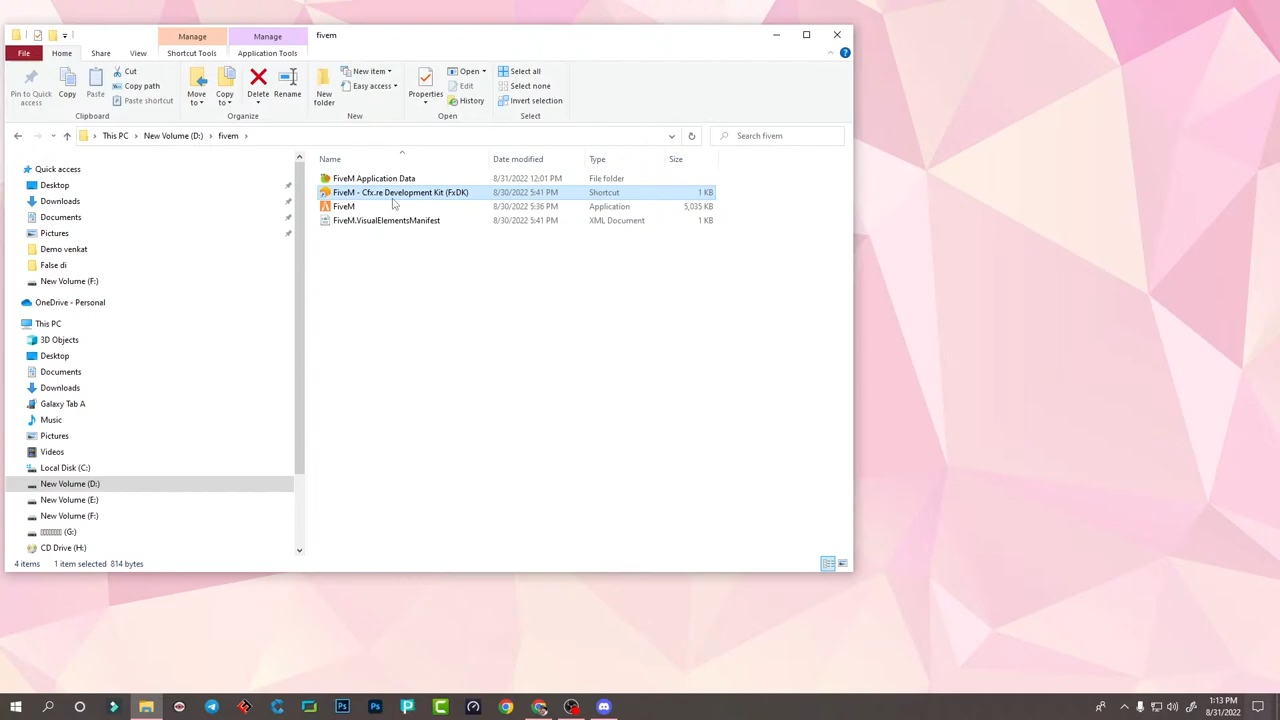 Manage
Manage
fivem
File
Home
Share
View
Shortcut Tools
Application Tools
Pin to Quick access
Copy
Paste
Cut
Copy path
Paste shortcut
Clipboard
Move to
Copy to
Delete
Rename
Organize
New folder
New item
Easy access
New
Properties
Open
Edit
History
Open
Select all
Select none
Invert selection
Select
This PC
New Volume (D:)
fivem
Search fivem
Name
Date modified
Type
Size
FiveM Application Data 8/31/2022 12:01 PM File folder
FiveM - Cfx.re Development Kit (FxDK) 8/30/2022 5:41 PM Shortcut 1 KB
FiveM 8/30/2022 5:36 PM Application 5,035 KB
FiveM.VisualElementsManifest 8/30/2022 5:41 PM XML Document 1 KB
Quick access
Desktop
Downloads
Documents
Pictures
Demo venkat
False di
New Volume (F:)
OneDrive - Personal
This PC
3D Objects
Desktop
Documents
Downloads
Galaxy Tab A
Music
Pictures
Videos
Local Disk (C:)
New Volume (D:)
New Volume (E:)
New Volume (F:)
(G:)
CD Drive (H:)
4 items
1 item selected 814 bytes
1:13 PM
8/31/2022